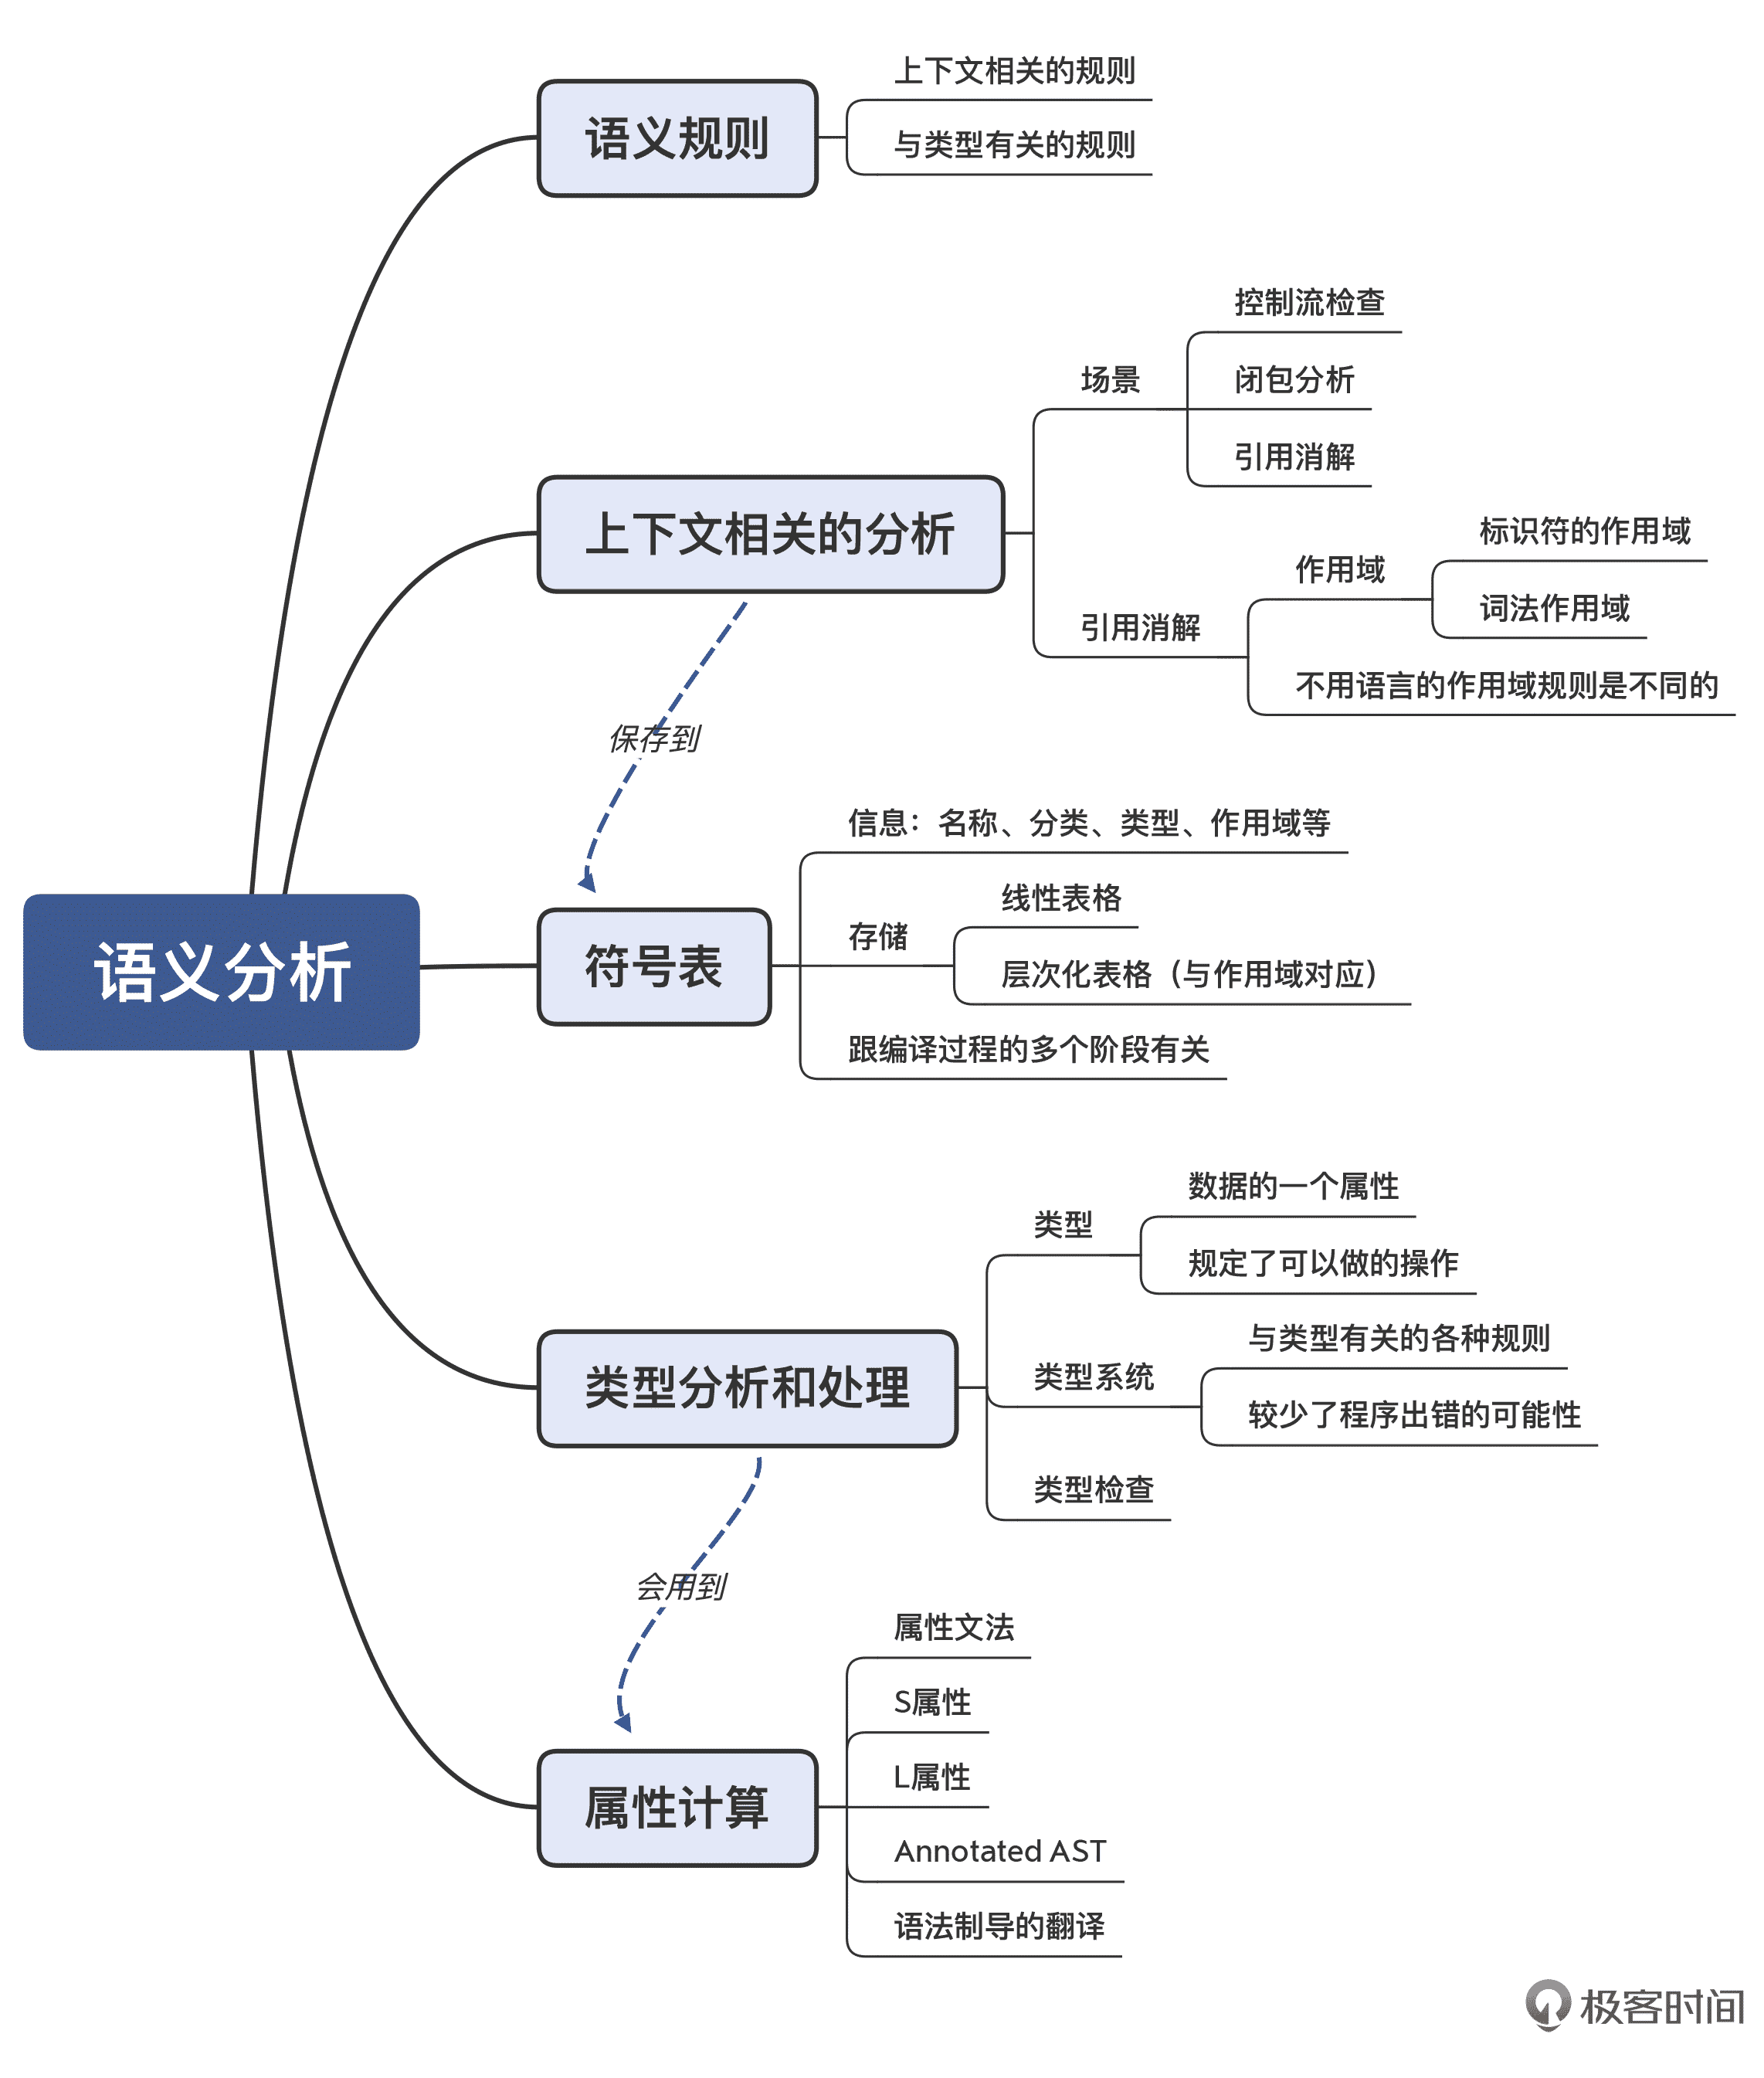 语义分析
语义规则
上下文相关的规则
与类型有关的规则
上下文相关的分析
场景
控制流检查
闭包分析
引用消解
引用消解
作用域
标识符的作用域
词法作用域
不用语言的作用域规则是不同的
保存到
符号表
信息：名称、分类、类型、作用域等
存储
线性表格
层次化表格（与作用域对应）
跟编译过程的多个阶段有关
类型分析和处理
类型
数据的一个属性
规定了可以做的操作
类型系统
与类型有关的各种规则
较少了程序出错的可能性
类型检查
会用到
属性计算
属性文法
S属性
L属性
Annotated AST
语法制导的翻译
极客时间